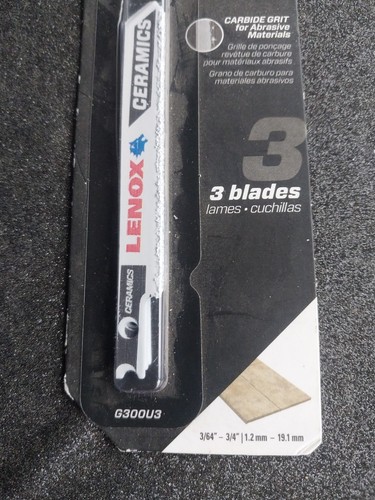 CARBIDE GRIT
for Abrasive
Materials
Grille de ponçage
revêtue de carbure
pour matériaux abrasifs
Grano de carburo para
materiales abrasivos
CERAMICS
LENOX
CERAMICS
3
3 blades
lames • cuchillas
G300U3
3/64" – 3/4" | 1.2 mm – 19.1 mm